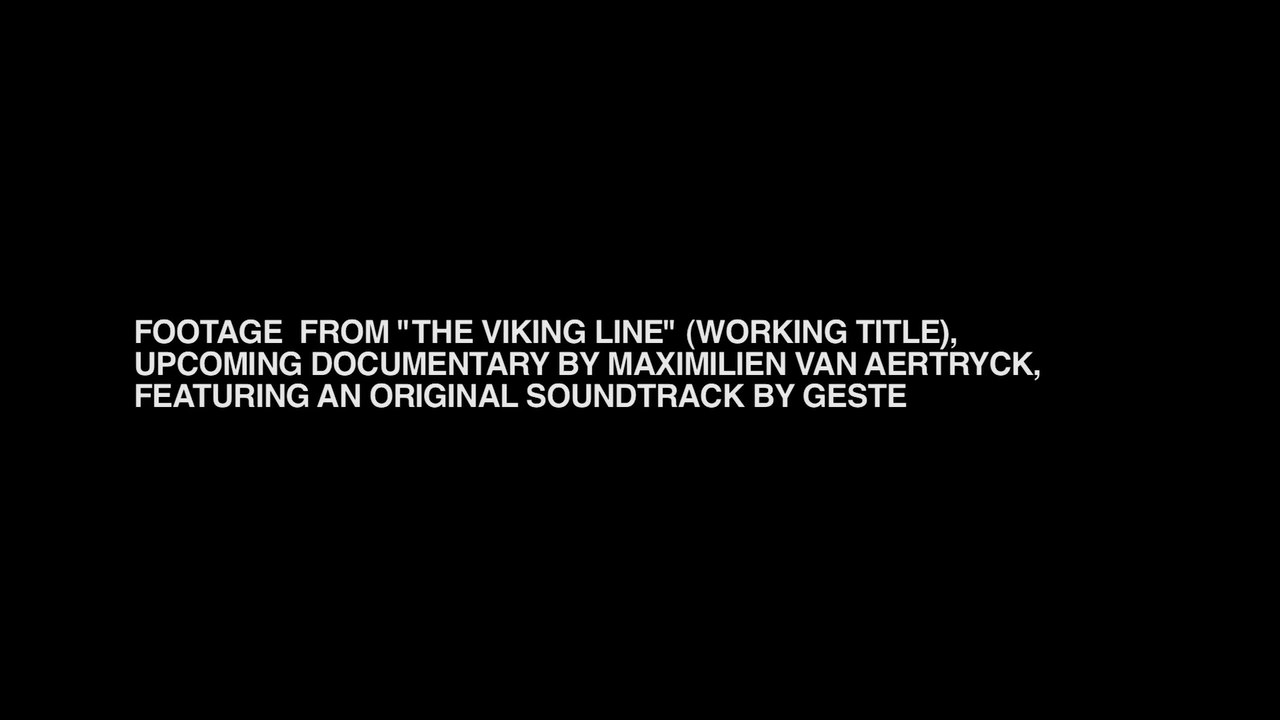 FOOTAGE  FROM "THE VIKING LINE" (WORKING TITLE),
UPCOMING DOCUMENTARY BY MAXIMILIEN VAN AERTRYCK,
FEATURING AN ORIGINAL SOUNDTRACK BY GESTE